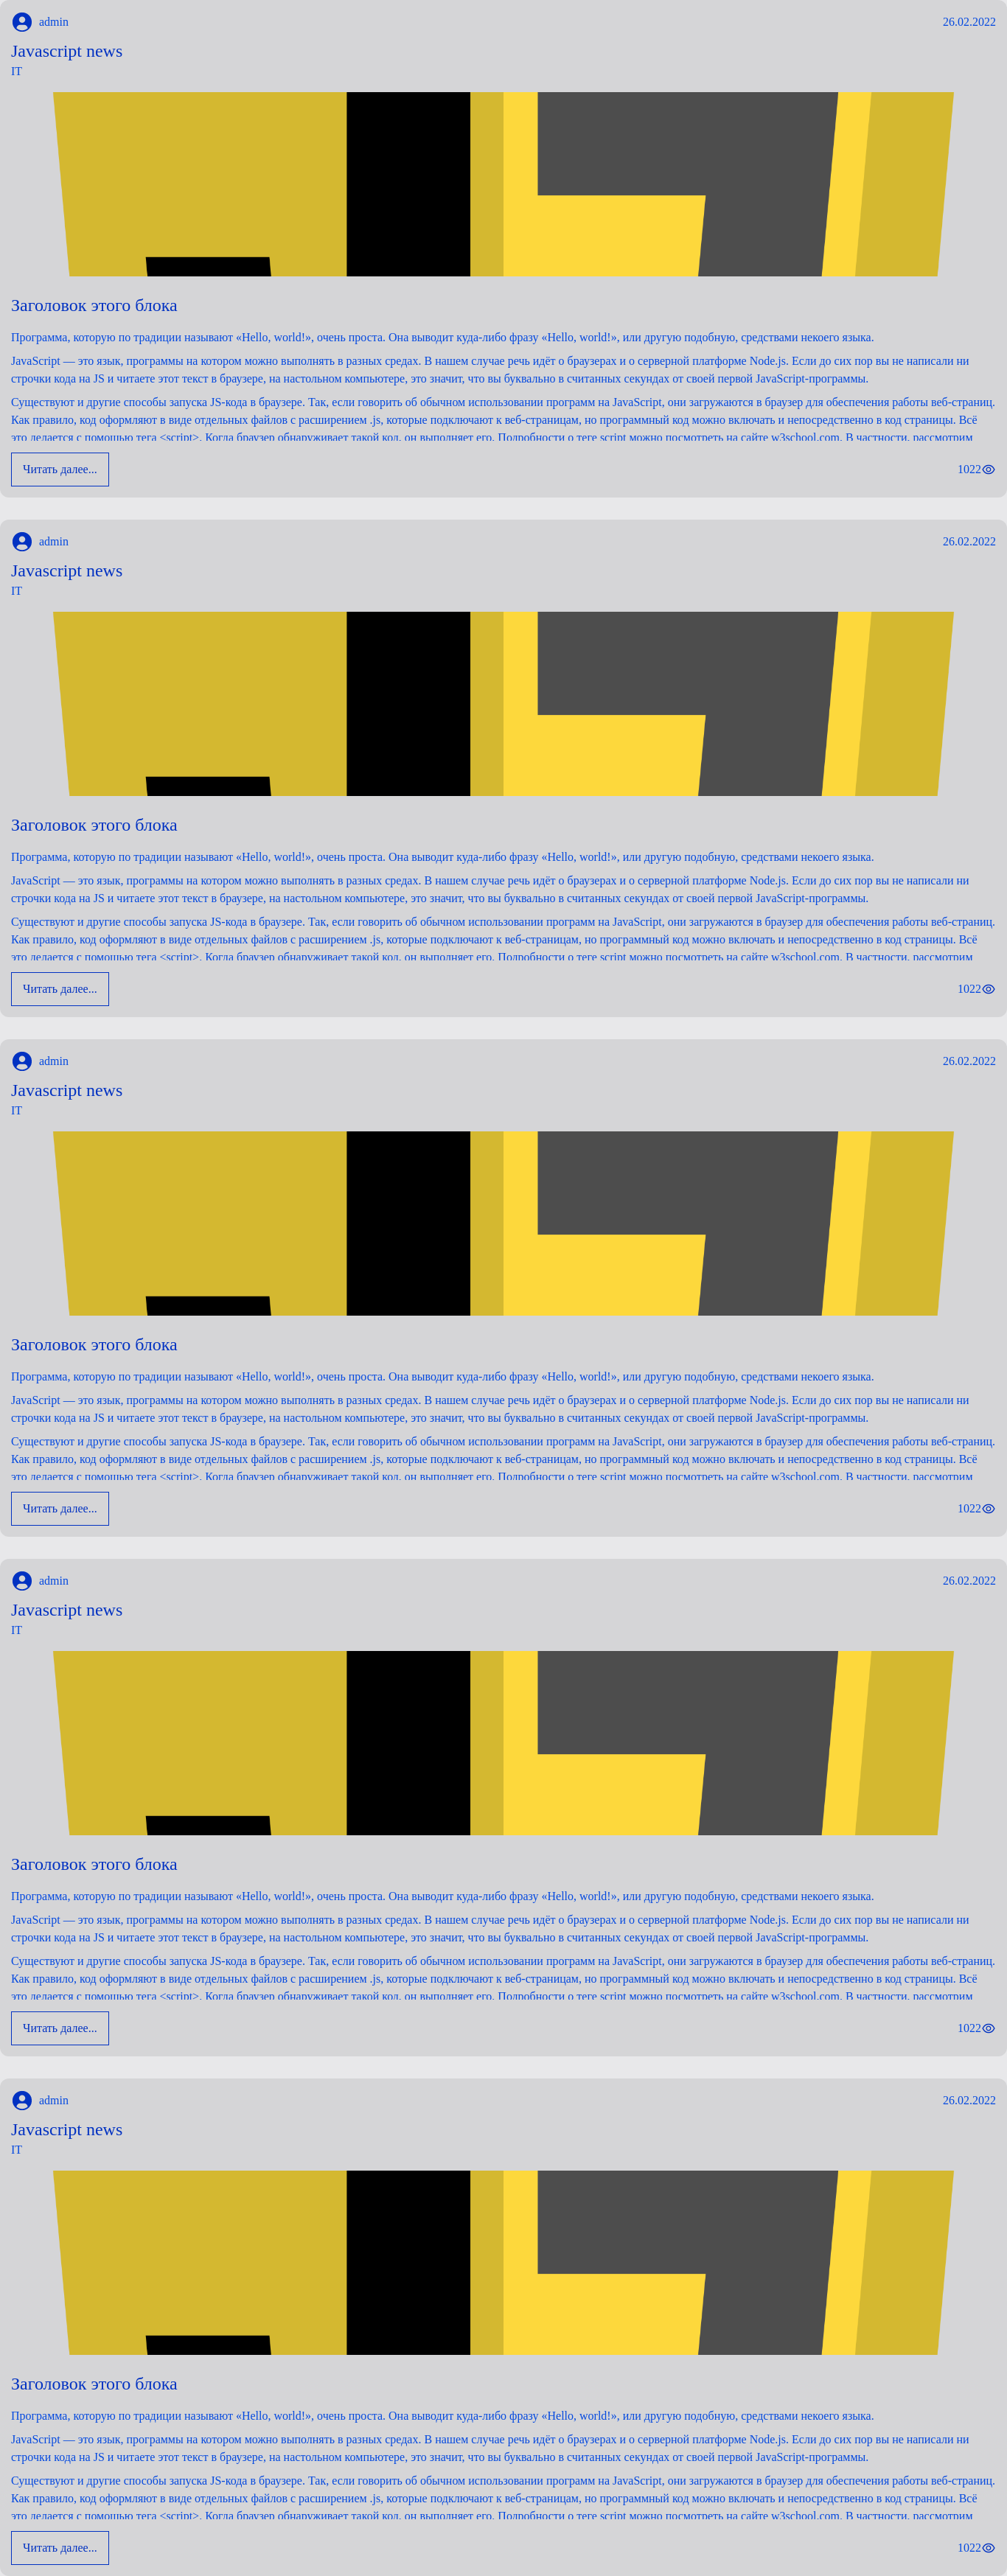 admin 26.02.2022
Javascript news
IT
Заголовок этого блока
Программа, которую по традиции называют «Hello, world!», очень проста. Она выводит куда-либо фразу «Hello, world!», или другую подобную, средствами некоего языка.
JavaScript — это язык, программы на котором можно выполнять в разных средах. В нашем случае речь идёт о браузерах и о серверной платформе Node.js. Если до сих пор вы не написали ни
строчки кода на JS и читаете этот текст в браузере, на настольном компьютере, это значит, что вы буквально в считанных секундах от своей первой JavaScript-программы.
Существуют и другие способы запуска JS-кода в браузере. Так, если говорить об обычном использовании программ на JavaScript, они загружаются в браузер для обеспечения работы веб-страниц.
Как правило, код оформляют в виде отдельных файлов с расширением .js, которые подключают к веб-страницам, но программный код можно включать и непосредственно в код страницы. Всё
это делается с помощью тега <script>. Когда браузер обнаруживает такой код, он выполняет его. Подробности о теге script можно посмотреть на сайте w3school.com. В частности, рассмотрим
Читать далее... 1022
admin 26.02.2022
Javascript news
IT
Заголовок этого блока
Программа, которую по традиции называют «Hello, world!», очень проста. Она выводит куда-либо фразу «Hello, world!», или другую подобную, средствами некоего языка.
JavaScript — это язык, программы на котором можно выполнять в разных средах. В нашем случае речь идёт о браузерах и о серверной платформе Node.js. Если до сих пор вы не написали ни
строчки кода на JS и читаете этот текст в браузере, на настольном компьютере, это значит, что вы буквально в считанных секундах от своей первой JavaScript-программы.
Существуют и другие способы запуска JS-кода в браузере. Так, если говорить об обычном использовании программ на JavaScript, они загружаются в браузер для обеспечения работы веб-страниц.
Как правило, код оформляют в виде отдельных файлов с расширением .js, которые подключают к веб-страницам, но программный код можно включать и непосредственно в код страницы. Всё
это делается с помощью тега <script>. Когда браузер обнаруживает такой код, он выполняет его. Подробности о теге script можно посмотреть на сайте w3school.com. В частности, рассмотрим
Читать далее... 1022
admin 26.02.2022
Javascript news
IT
Заголовок этого блока
Программа, которую по традиции называют «Hello, world!», очень проста. Она выводит куда-либо фразу «Hello, world!», или другую подобную, средствами некоего языка.
JavaScript — это язык, программы на котором можно выполнять в разных средах. В нашем случае речь идёт о браузерах и о серверной платформе Node.js. Если до сих пор вы не написали ни
строчки кода на JS и читаете этот текст в браузере, на настольном компьютере, это значит, что вы буквально в считанных секундах от своей первой JavaScript-программы.
Существуют и другие способы запуска JS-кода в браузере. Так, если говорить об обычном использовании программ на JavaScript, они загружаются в браузер для обеспечения работы веб-страниц.
Как правило, код оформляют в виде отдельных файлов с расширением .js, которые подключают к веб-страницам, но программный код можно включать и непосредственно в код страницы. Всё
это делается с помощью тега <script>. Когда браузер обнаруживает такой код, он выполняет его. Подробности о теге script можно посмотреть на сайте w3school.com. В частности, рассмотрим
Читать далее... 1022
admin 26.02.2022
Javascript news
IT
Заголовок этого блока
Программа, которую по традиции называют «Hello, world!», очень проста. Она выводит куда-либо фразу «Hello, world!», или другую подобную, средствами некоего языка.
JavaScript — это язык, программы на котором можно выполнять в разных средах. В нашем случае речь идёт о браузерах и о серверной платформе Node.js. Если до сих пор вы не написали ни
строчки кода на JS и читаете этот текст в браузере, на настольном компьютере, это значит, что вы буквально в считанных секундах от своей первой JavaScript-программы.
Существуют и другие способы запуска JS-кода в браузере. Так, если говорить об обычном использовании программ на JavaScript, они загружаются в браузер для обеспечения работы веб-страниц.
Как правило, код оформляют в виде отдельных файлов с расширением .js, которые подключают к веб-страницам, но программный код можно включать и непосредственно в код страницы. Всё
это делается с помощью тега <script>. Когда браузер обнаруживает такой код, он выполняет его. Подробности о теге script можно посмотреть на сайте w3school.com. В частности, рассмотрим
Читать далее... 1022
admin 26.02.2022
Javascript news
IT
Заголовок этого блока
Программа, которую по традиции называют «Hello, world!», очень проста. Она выводит куда-либо фразу «Hello, world!», или другую подобную, средствами некоего языка.
JavaScript — это язык, программы на котором можно выполнять в разных средах. В нашем случае речь идёт о браузерах и о серверной платформе Node.js. Если до сих пор вы не написали ни
строчки кода на JS и читаете этот текст в браузере, на настольном компьютере, это значит, что вы буквально в считанных секундах от своей первой JavaScript-программы.
Существуют и другие способы запуска JS-кода в браузере. Так, если говорить об обычном использовании программ на JavaScript, они загружаются в браузер для обеспечения работы веб-страниц.
Как правило, код оформляют в виде отдельных файлов с расширением .js, которые подключают к веб-страницам, но программный код можно включать и непосредственно в код страницы. Всё
это делается с помощью тега <script>. Когда браузер обнаруживает такой код, он выполняет его. Подробности о теге script можно посмотреть на сайте w3school.com. В частности, рассмотрим
Читать далее... 1022